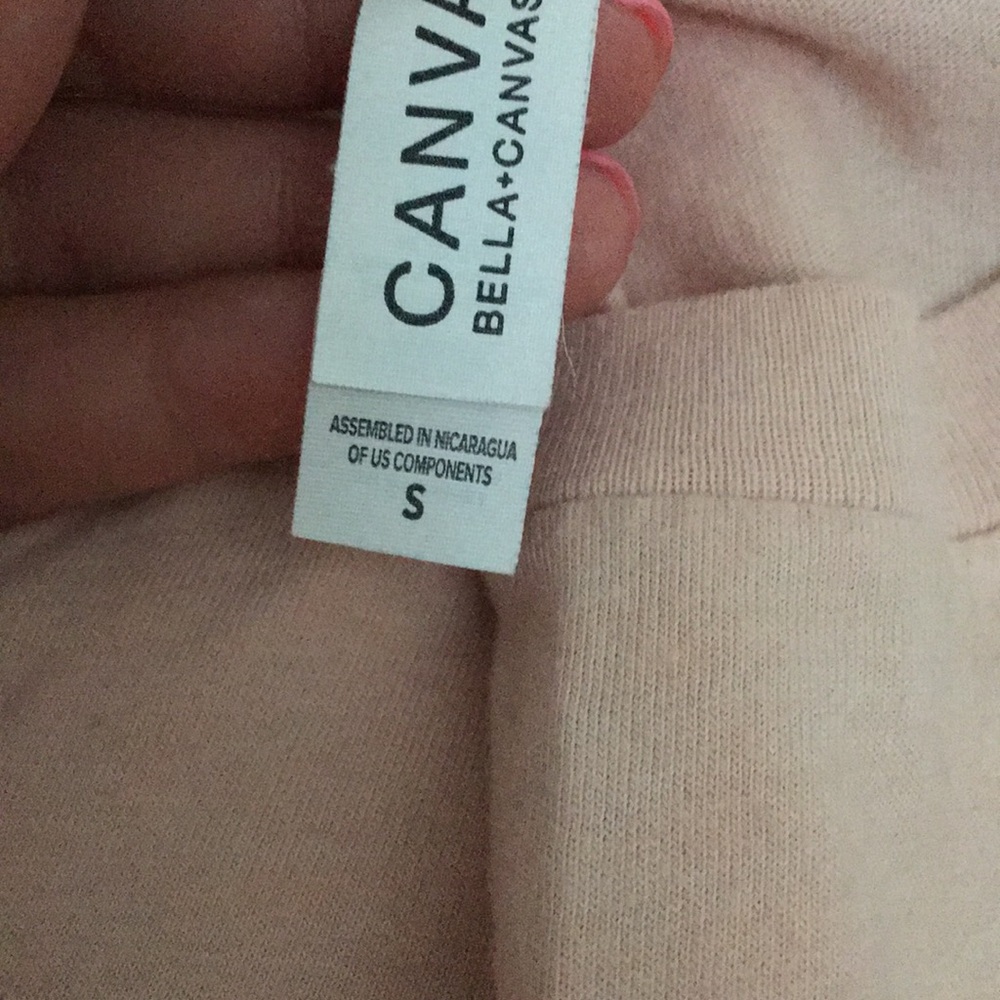 CANVA
BELLA+CANVAS
ASSEMBLED IN NICARAGUA
OF US COMPONENTS
S